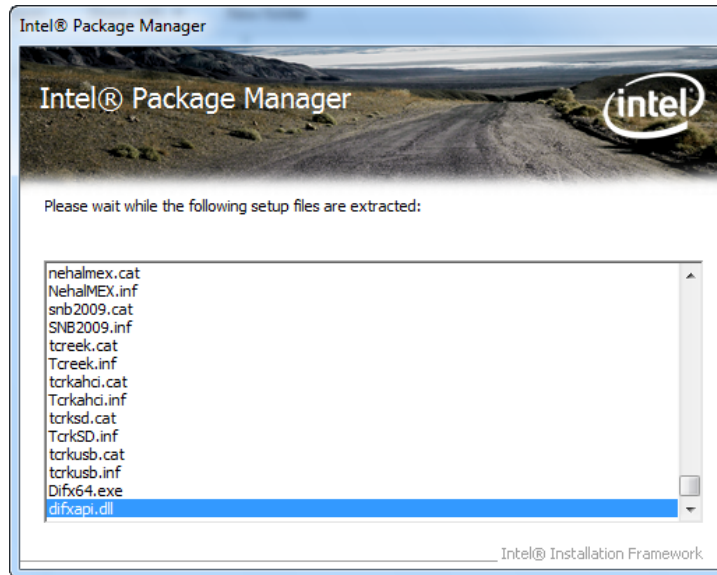 Intel® Package Manager
Intel® Package Manager
intel
Please wait while the following setup files are extracted:
nehalmex.cat
NehalMEX.inf
snb2009.cat
SNB2009.inf
tcreek.cat
Tcreek.inf
tcrkahci.cat
Tcrkahci.inf
tcrksd.cat
TcrkSD.inf
tcrkusb.cat
tcrkusb.inf
Difx64.exe
difxapi.dll
Intel® Installation Framework